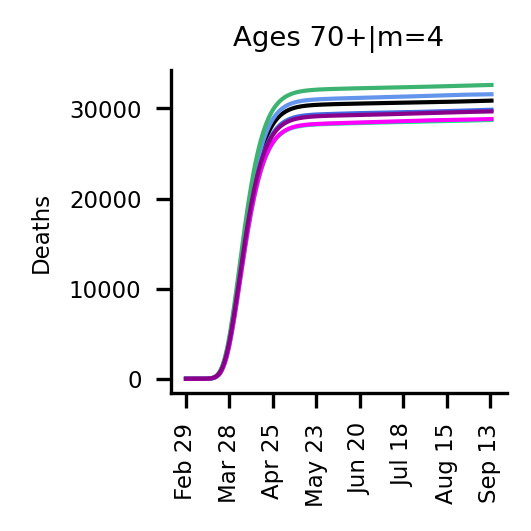 Ages 70+|m=4
Deaths
30000
20000
10000
0
Feb 29
Mar 28
Apr 25
May 23
Jun 20
Jul 18
Aug 15
Sep 13